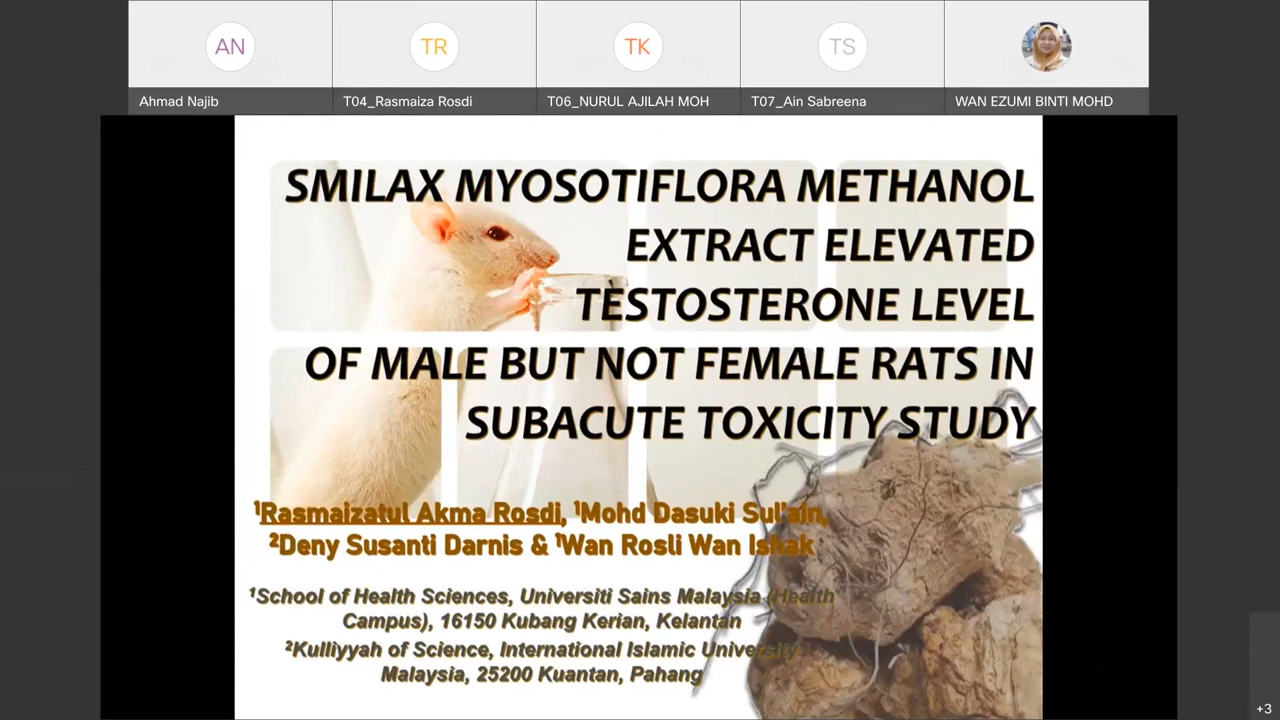 AN
TR
TK
TS
Ahmad Najib
T04_Rasmaiza Rosdi
T06_NURUL AJILAH MOH
T07_Ain Sabreena
WAN EZUMI BINTI MOHD
SMILAX MYOSOTIFLORA METHANOL
EXTRACT ELEVATED
TESTOSTERONE LEVEL
OF MALE BUT NOT FEMALE RATS IN
SUBACUTE TOXICITY STUDY
¹Rasmaizatul Akma Rosdi, ¹Mohd Dasuki Sul'ain,
²Deny Susanti Darnis & ¹Wan Rosli Wan Ishak
¹School of Health Sciences, Universiti Sains Malaysia (Health
Campus), 16150 Kubang Kerian, Kelantan
²Kulliyyah of Science, International Islamic University
Malaysia, 25200 Kuantan, Pahang
+3